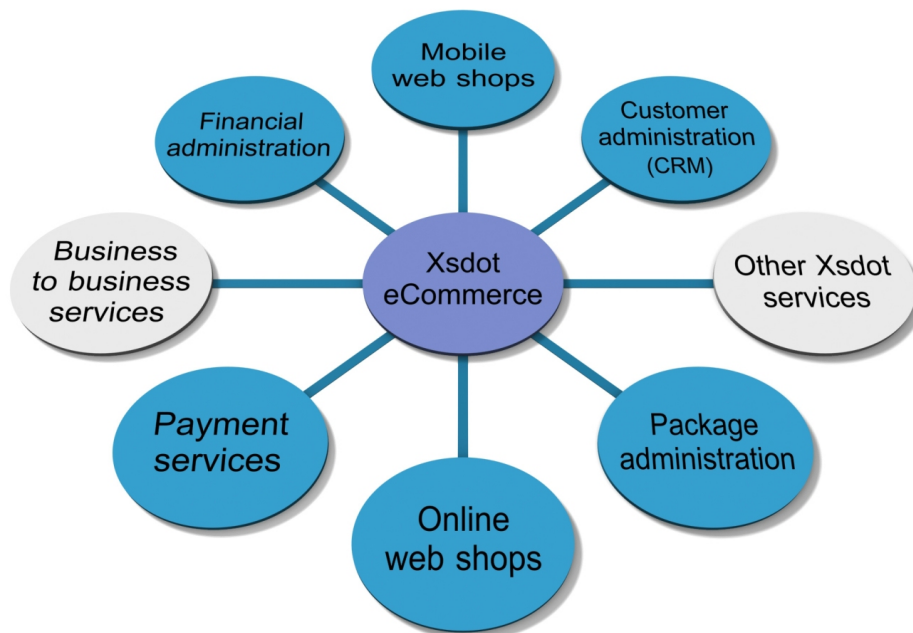 Mobile
web shops
Financial
administration
Customer
administration
(CRM)
Business
to business
services
Xsdot
eCommerce
Other Xsdot
services
Payment
services
Package
administration
Online
web shops